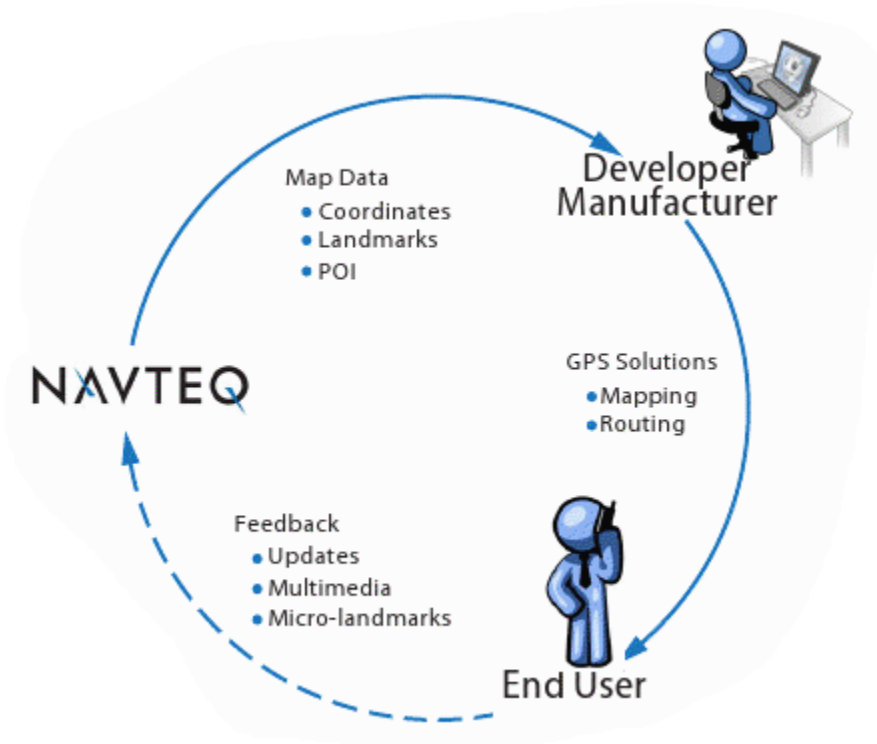 Developer
Manufacturer
Map Data
Coordinates
Landmarks
POI
GPS Solutions
Mapping
Routing
NAVTEQ
Feedback
Updates
Multimedia
Micro-landmarks
End User